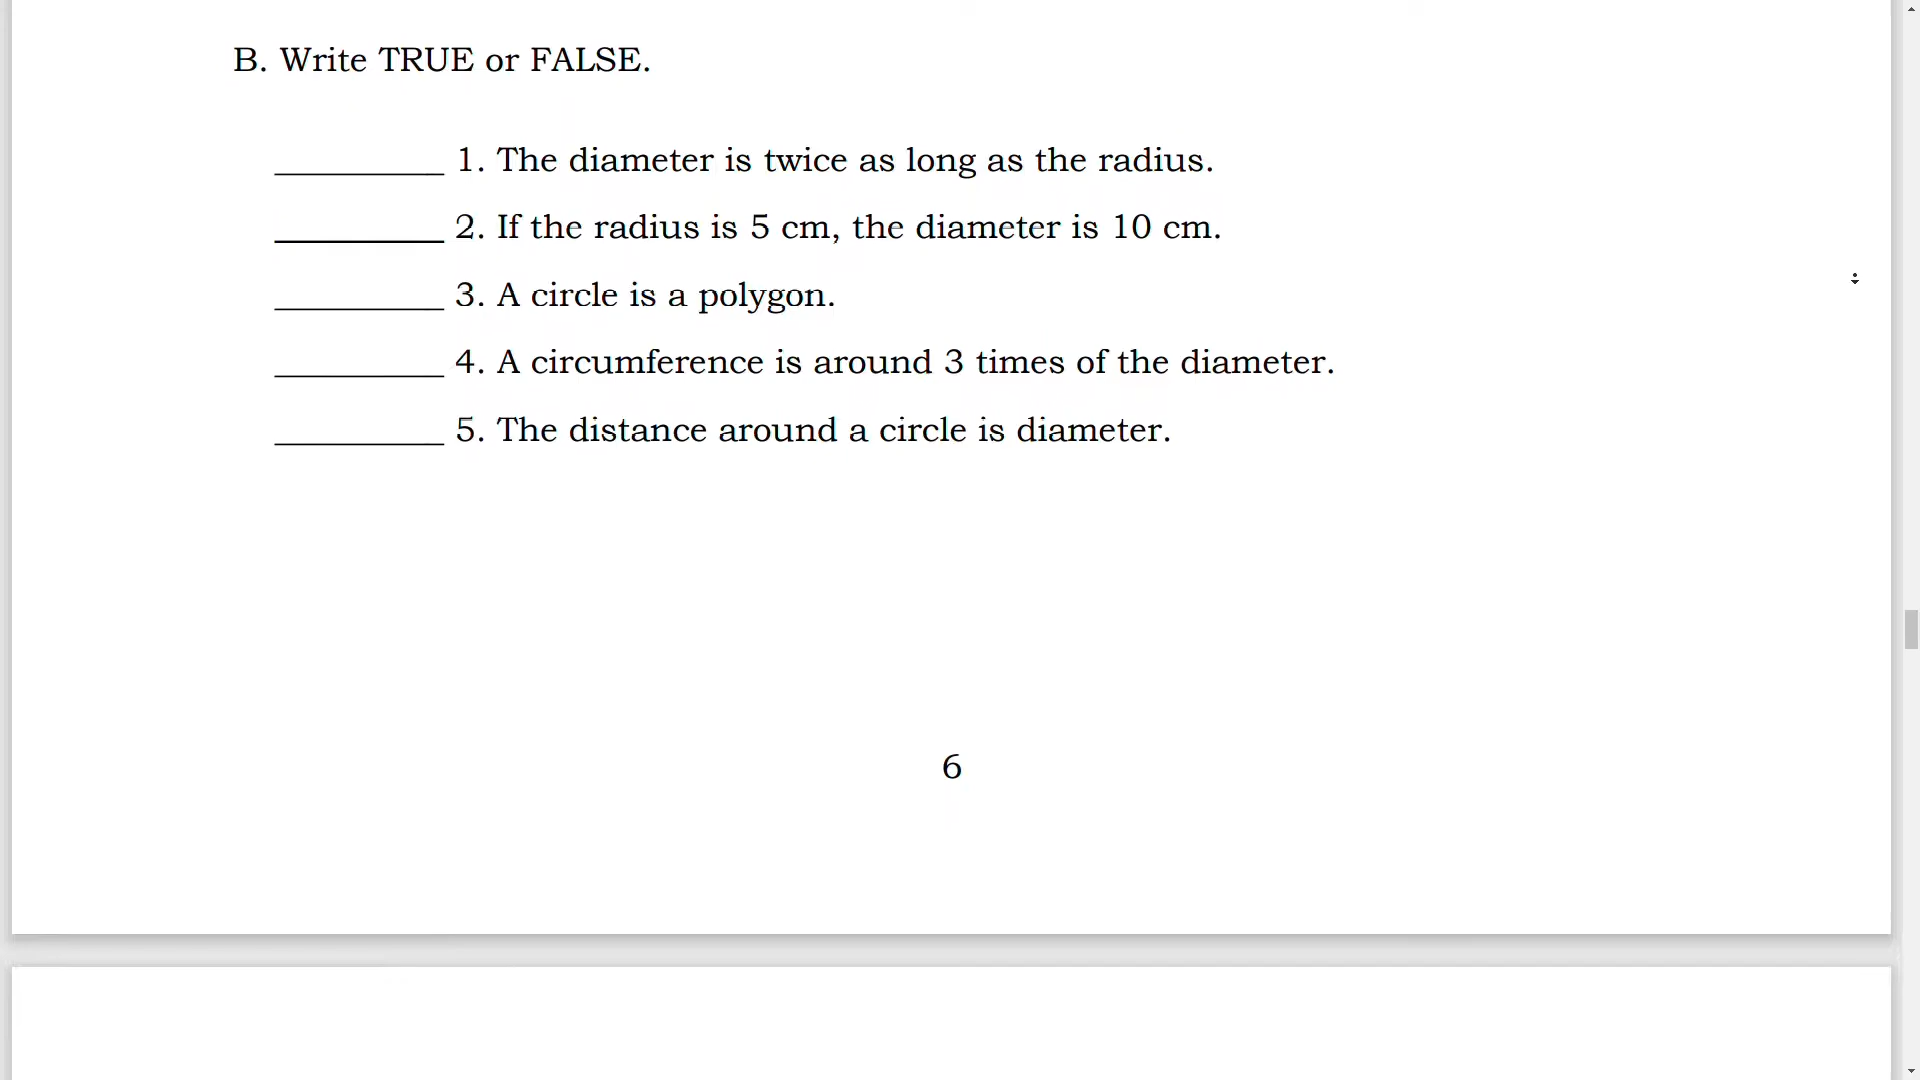 B. Write TRUE or FALSE.
__________ 1. The diameter is twice as long as the radius.
__________ 2. If the radius is 5 cm, the diameter is 10 cm.
__________ 3. A circle is a polygon.
__________ 4. A circumference is around 3 times of the diameter.
__________ 5. The distance around a circle is diameter.
6